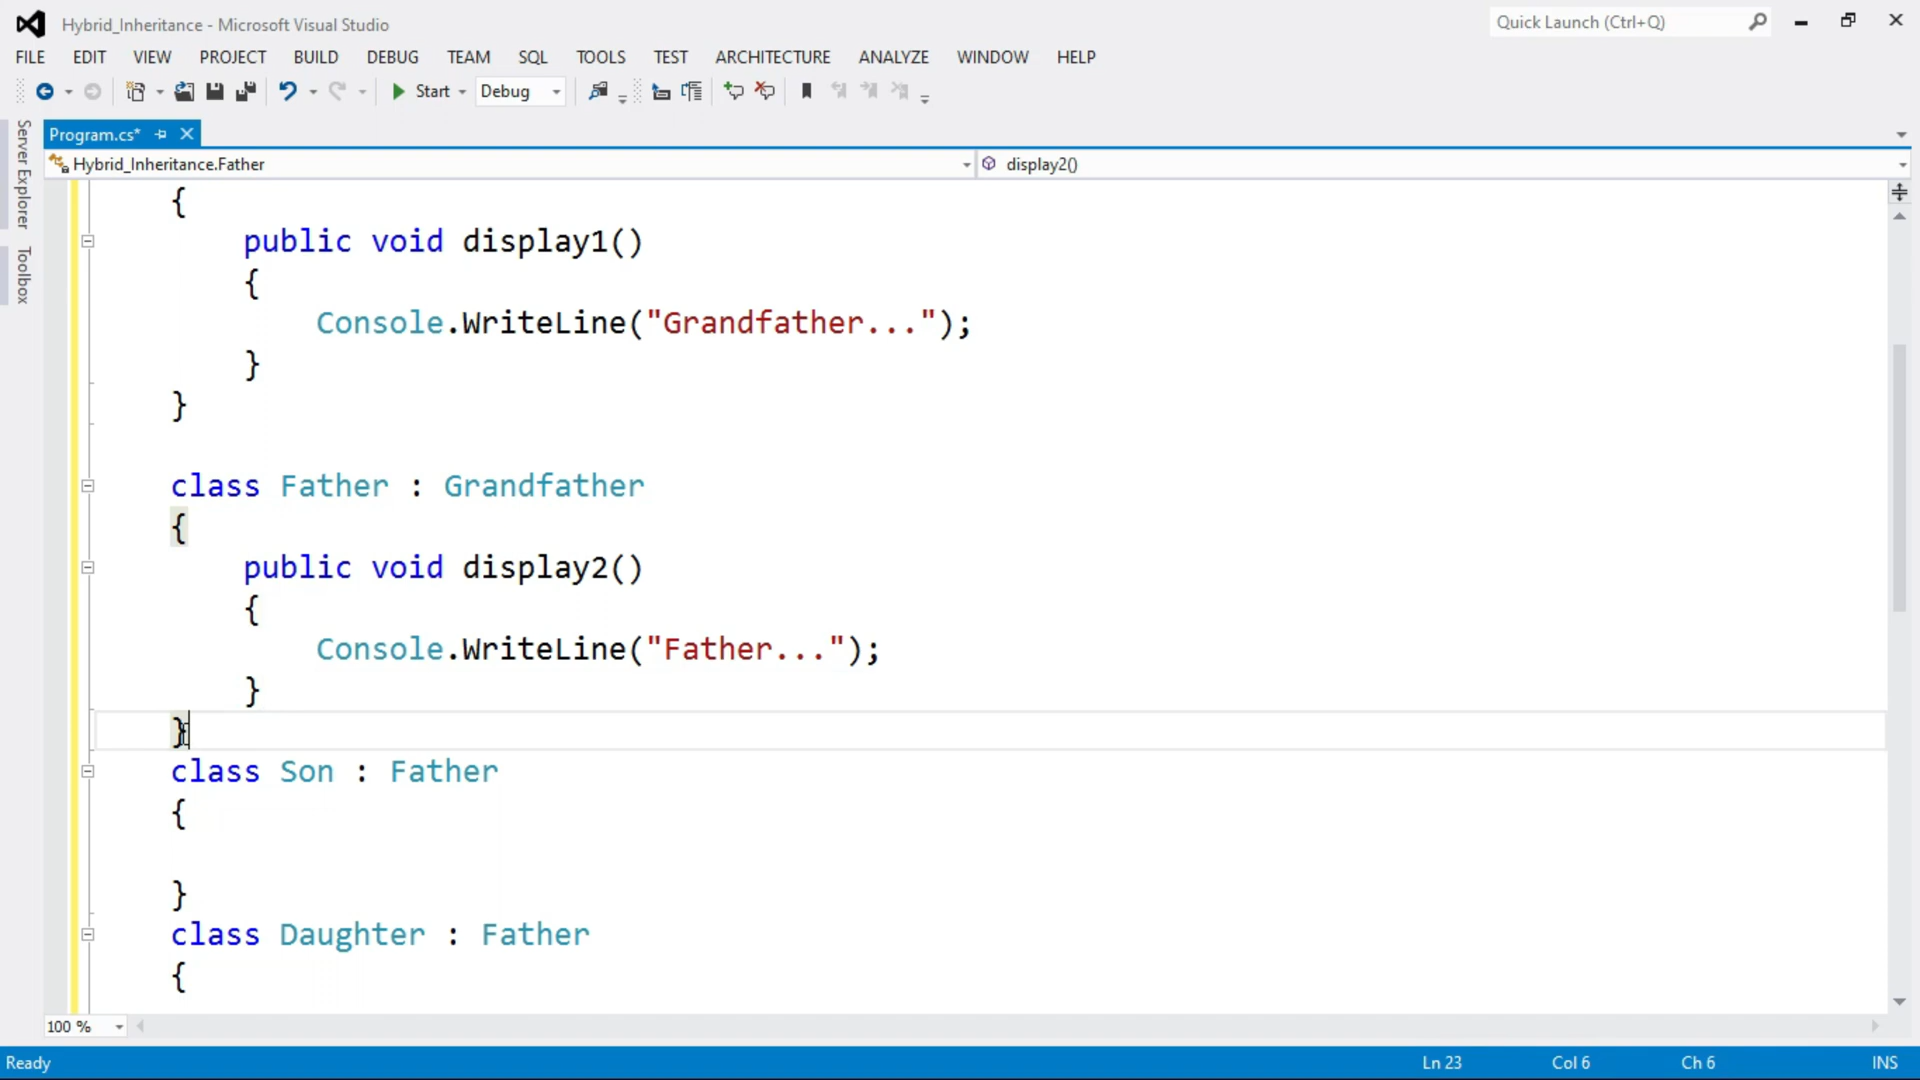 Hybrid_Inheritance - Microsoft Visual Studio
Quick Launch (Ctrl+Q)
FILE EDIT VIEW PROJECT BUILD DEBUG TEAM SQL TOOLS TEST ARCHITECTURE ANALYZE WINDOW HELP
Start Debug
Server Explorer
Toolbox
Program.cs*
Hybrid_Inheritance.Father display2()
{
public void display1()
{
Console.WriteLine("Grandfather...");
}
}
class Father : Grandfather
{
public void display2()
{
Console.WriteLine("Father...");
}
}
class Son : Father
{
}
class Daughter : Father
{
100 %
Ready Ln 23 Col 6 Ch 6 INS